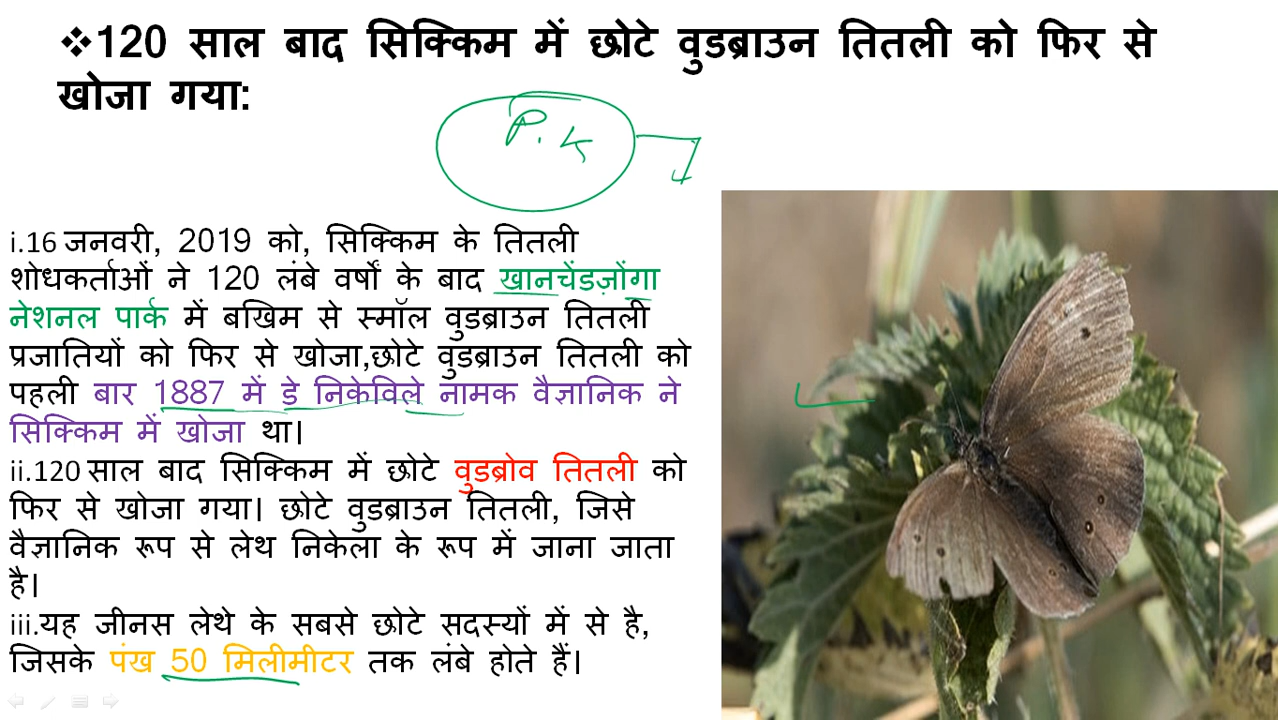 ❖120 साल बाद सिक्किम में छोटे वुडब्राउन तितली को फिर से
खोजा गया:
P.K
i.16 जनवरी, 2019 को, सिक्किम के तितली
शोधकर्ताओं ने 120 लंबे वर्षों के बाद खानचेंडज़ोंगा
नेशनल पार्क में बखिम से स्मॉल वुडब्राउन तितली
प्रजातियों को फिर से खोजा,छोटे वुडब्राउन तितली को
पहली बार 1887 में डे निकेविले नामक वैज्ञानिक ने
सिक्किम में खोजा था।
ii.120 साल बाद सिक्किम में छोटे वुडब्रोव तितली को
फिर से खोजा गया। छोटे वुडब्राउन तितली, जिसे
वैज्ञानिक रूप से लेथ निकेला के रूप में जाना जाता
है।
iii.यह जीनस लेथे के सबसे छोटे सदस्यों में से है,
जिसके पंख 50 मिलीमीटर तक लंबे होते हैं।